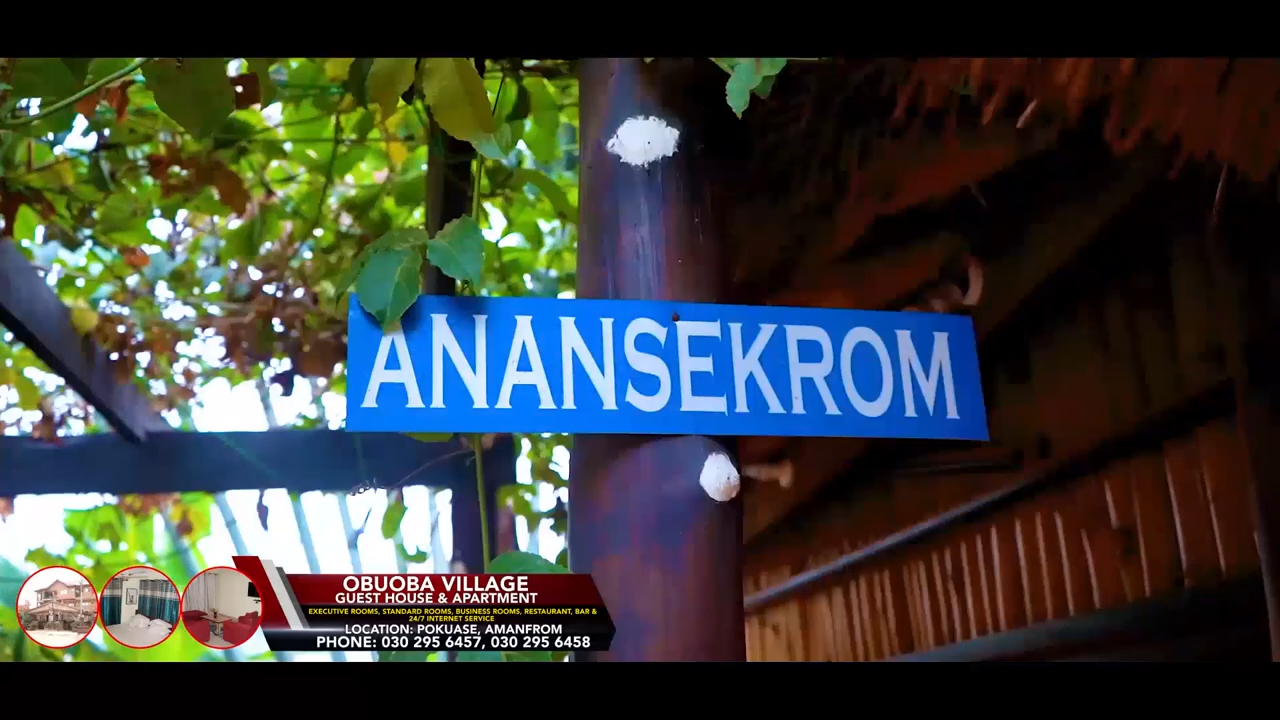 ANANSEKROM
OBUOBA VILLAGE
GUEST HOUSE & APARTMENT
EXECUTIVE ROOMS, STANDARD ROOMS, BUSINESS ROOMS, RESTAURANT, BAR &
24/7 INTERNET SERVICE
LOCATION: POKUASE, AMANFROM
PHONE: 030 295 6457, 030 295 6458